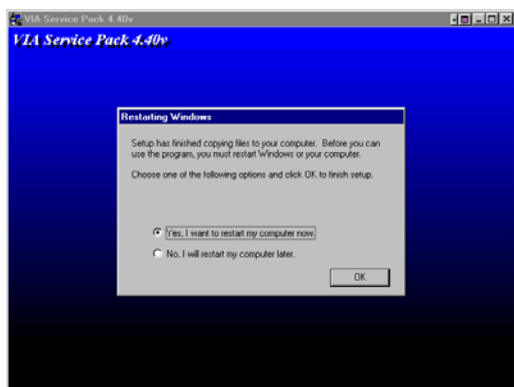 VIA Service Pack 4.40v
VIA Service Pack 4.40v
Restarting Windows
Setup has finished copying files to your computer. Before you can
use the program, you must restart Windows or your computer.
Choose one of the following options and click OK to finish setup.
Yes, I want to restart my computer now.
No, I will restart my computer later.
OK